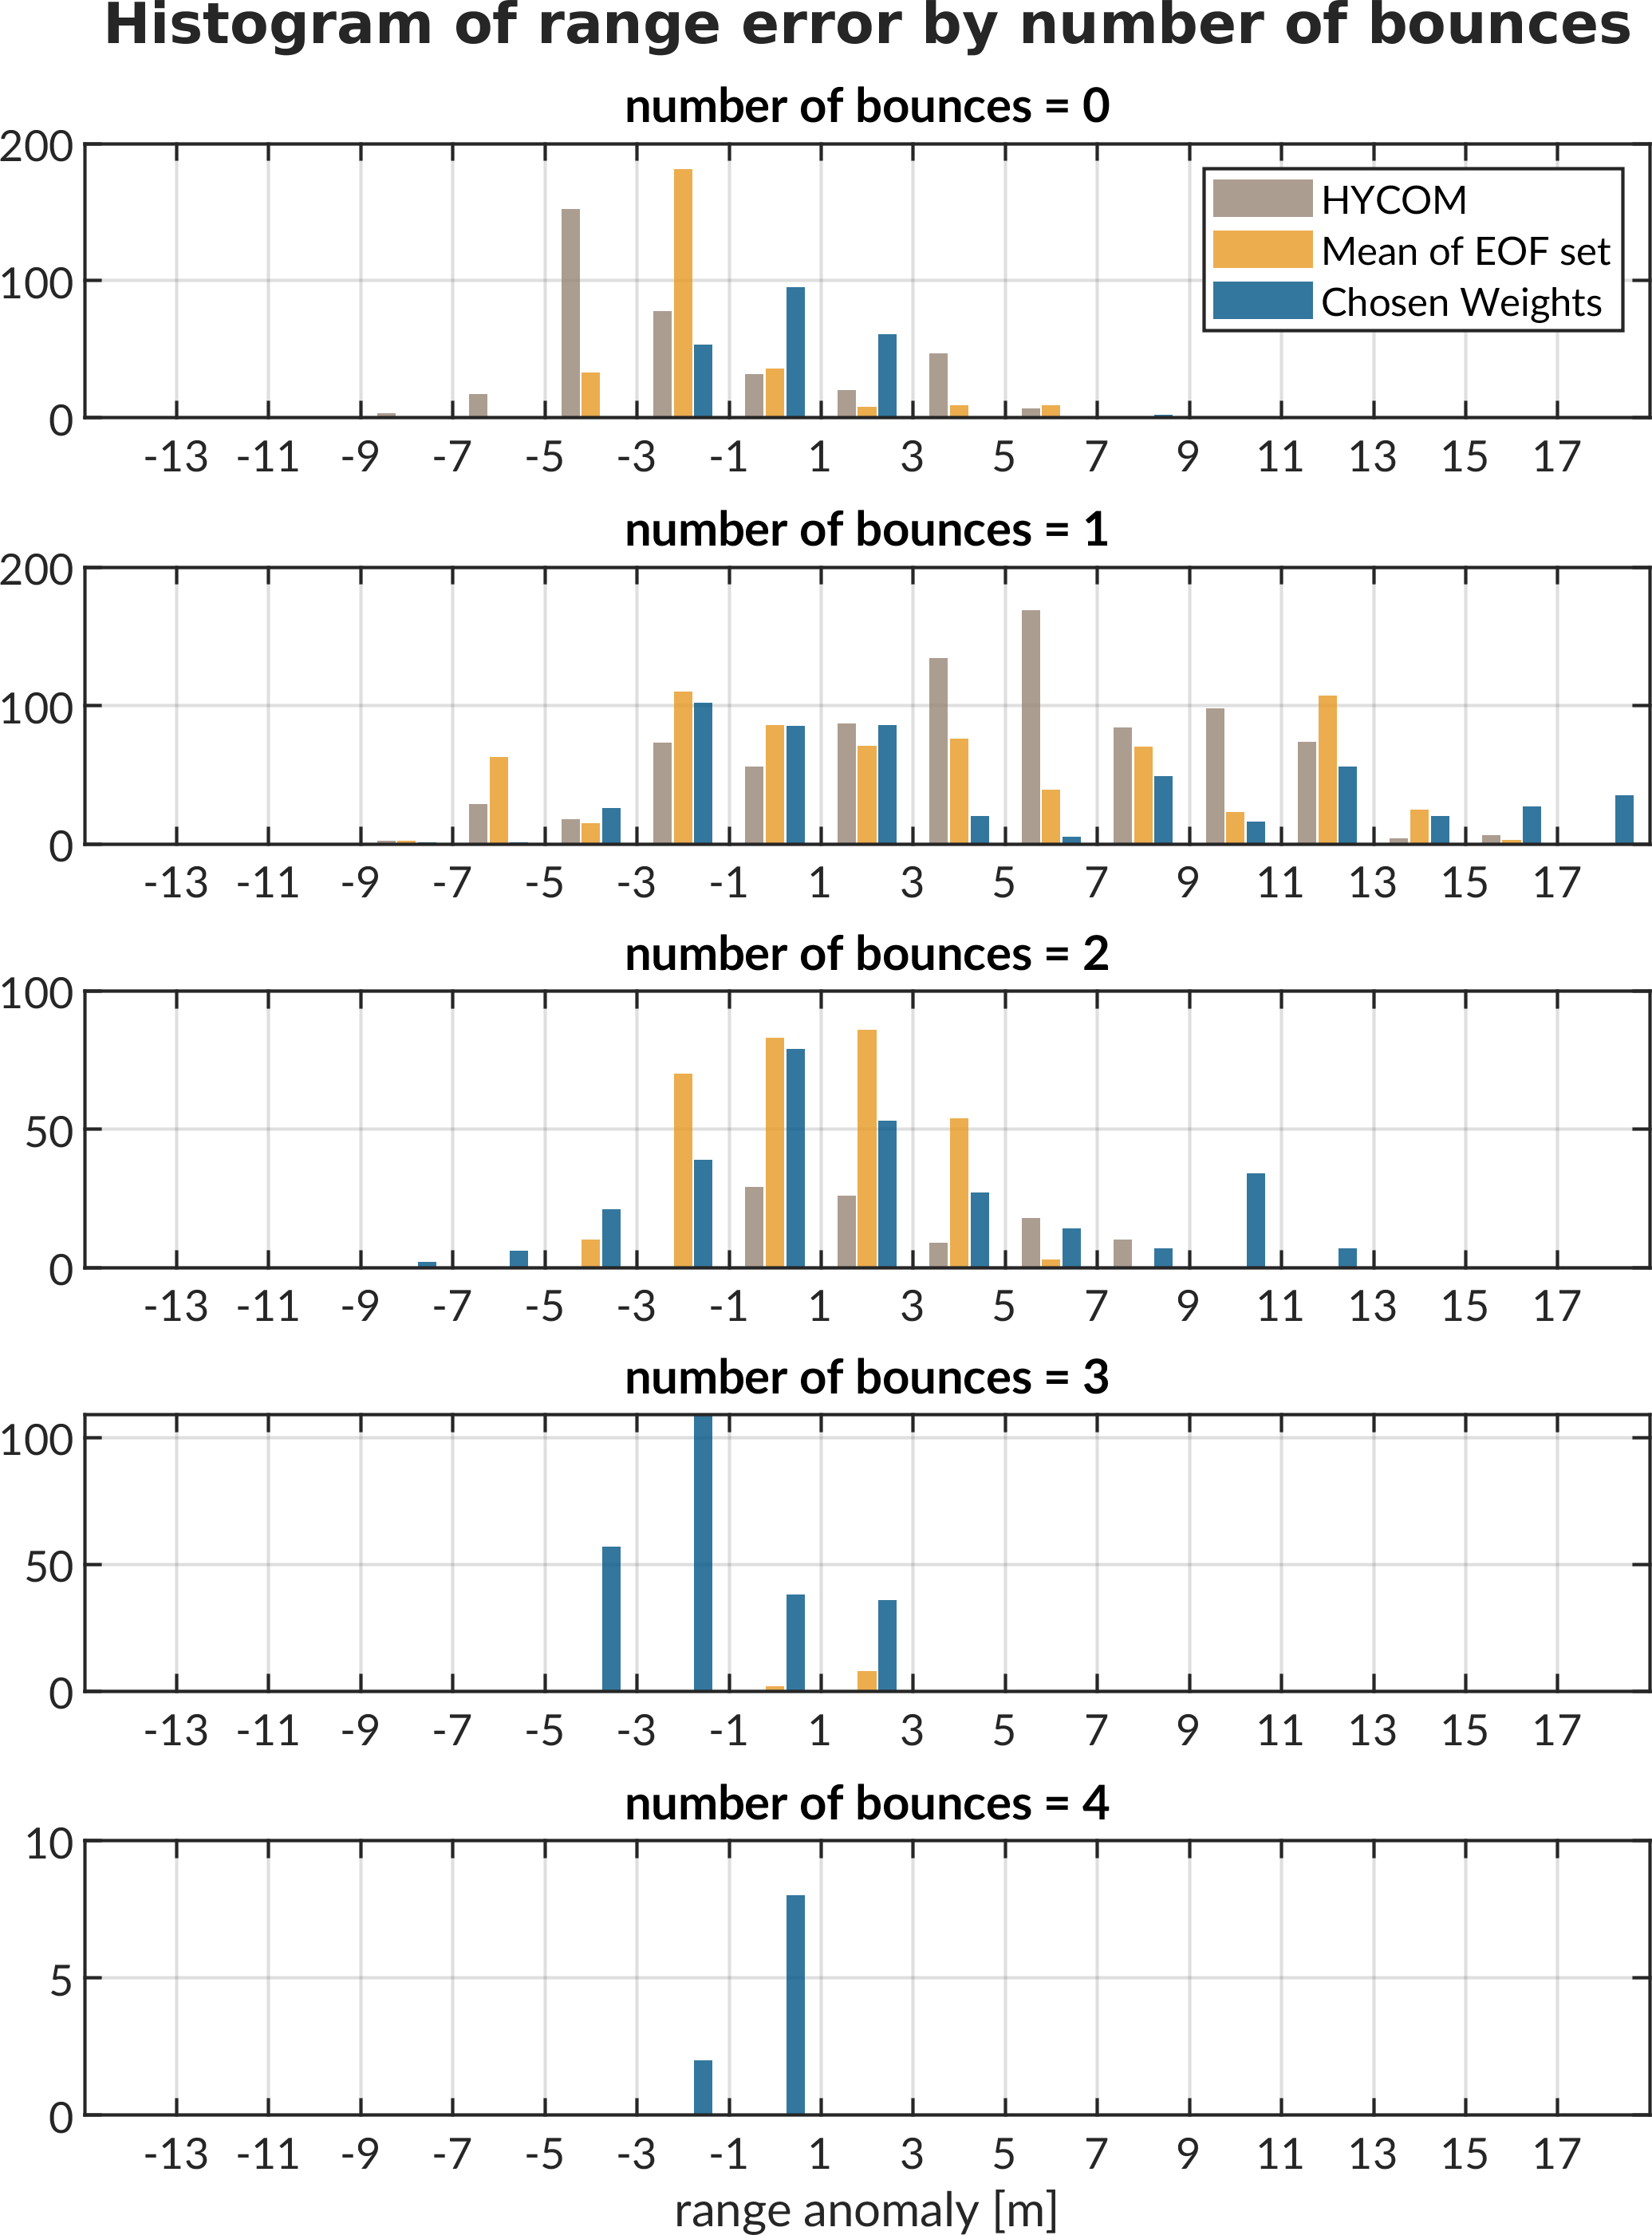 Histogram of range error by number of bounces
number of bounces = 0
200
100
0
HYCOM
Mean of EOF set
Chosen Weights
-13 -11 -9 -7 -5 -3 -1 1 3 5 7 9 11 13 15 17
number of bounces = 1
200
100
0
-13 -11 -9 -7 -5 -3 -1 1 3 5 7 9 11 13 15 17
number of bounces = 2
100
50
0
-13 -11 -9 -7 -5 -3 -1 1 3 5 7 9 11 13 15 17
number of bounces = 3
100
50
0
-13 -11 -9 -7 -5 -3 -1 1 3 5 7 9 11 13 15 17
number of bounces = 4
10
5
0
-13 -11 -9 -7 -5 -3 -1 1 3 5 7 9 11 13 15 17
range anomaly [m]